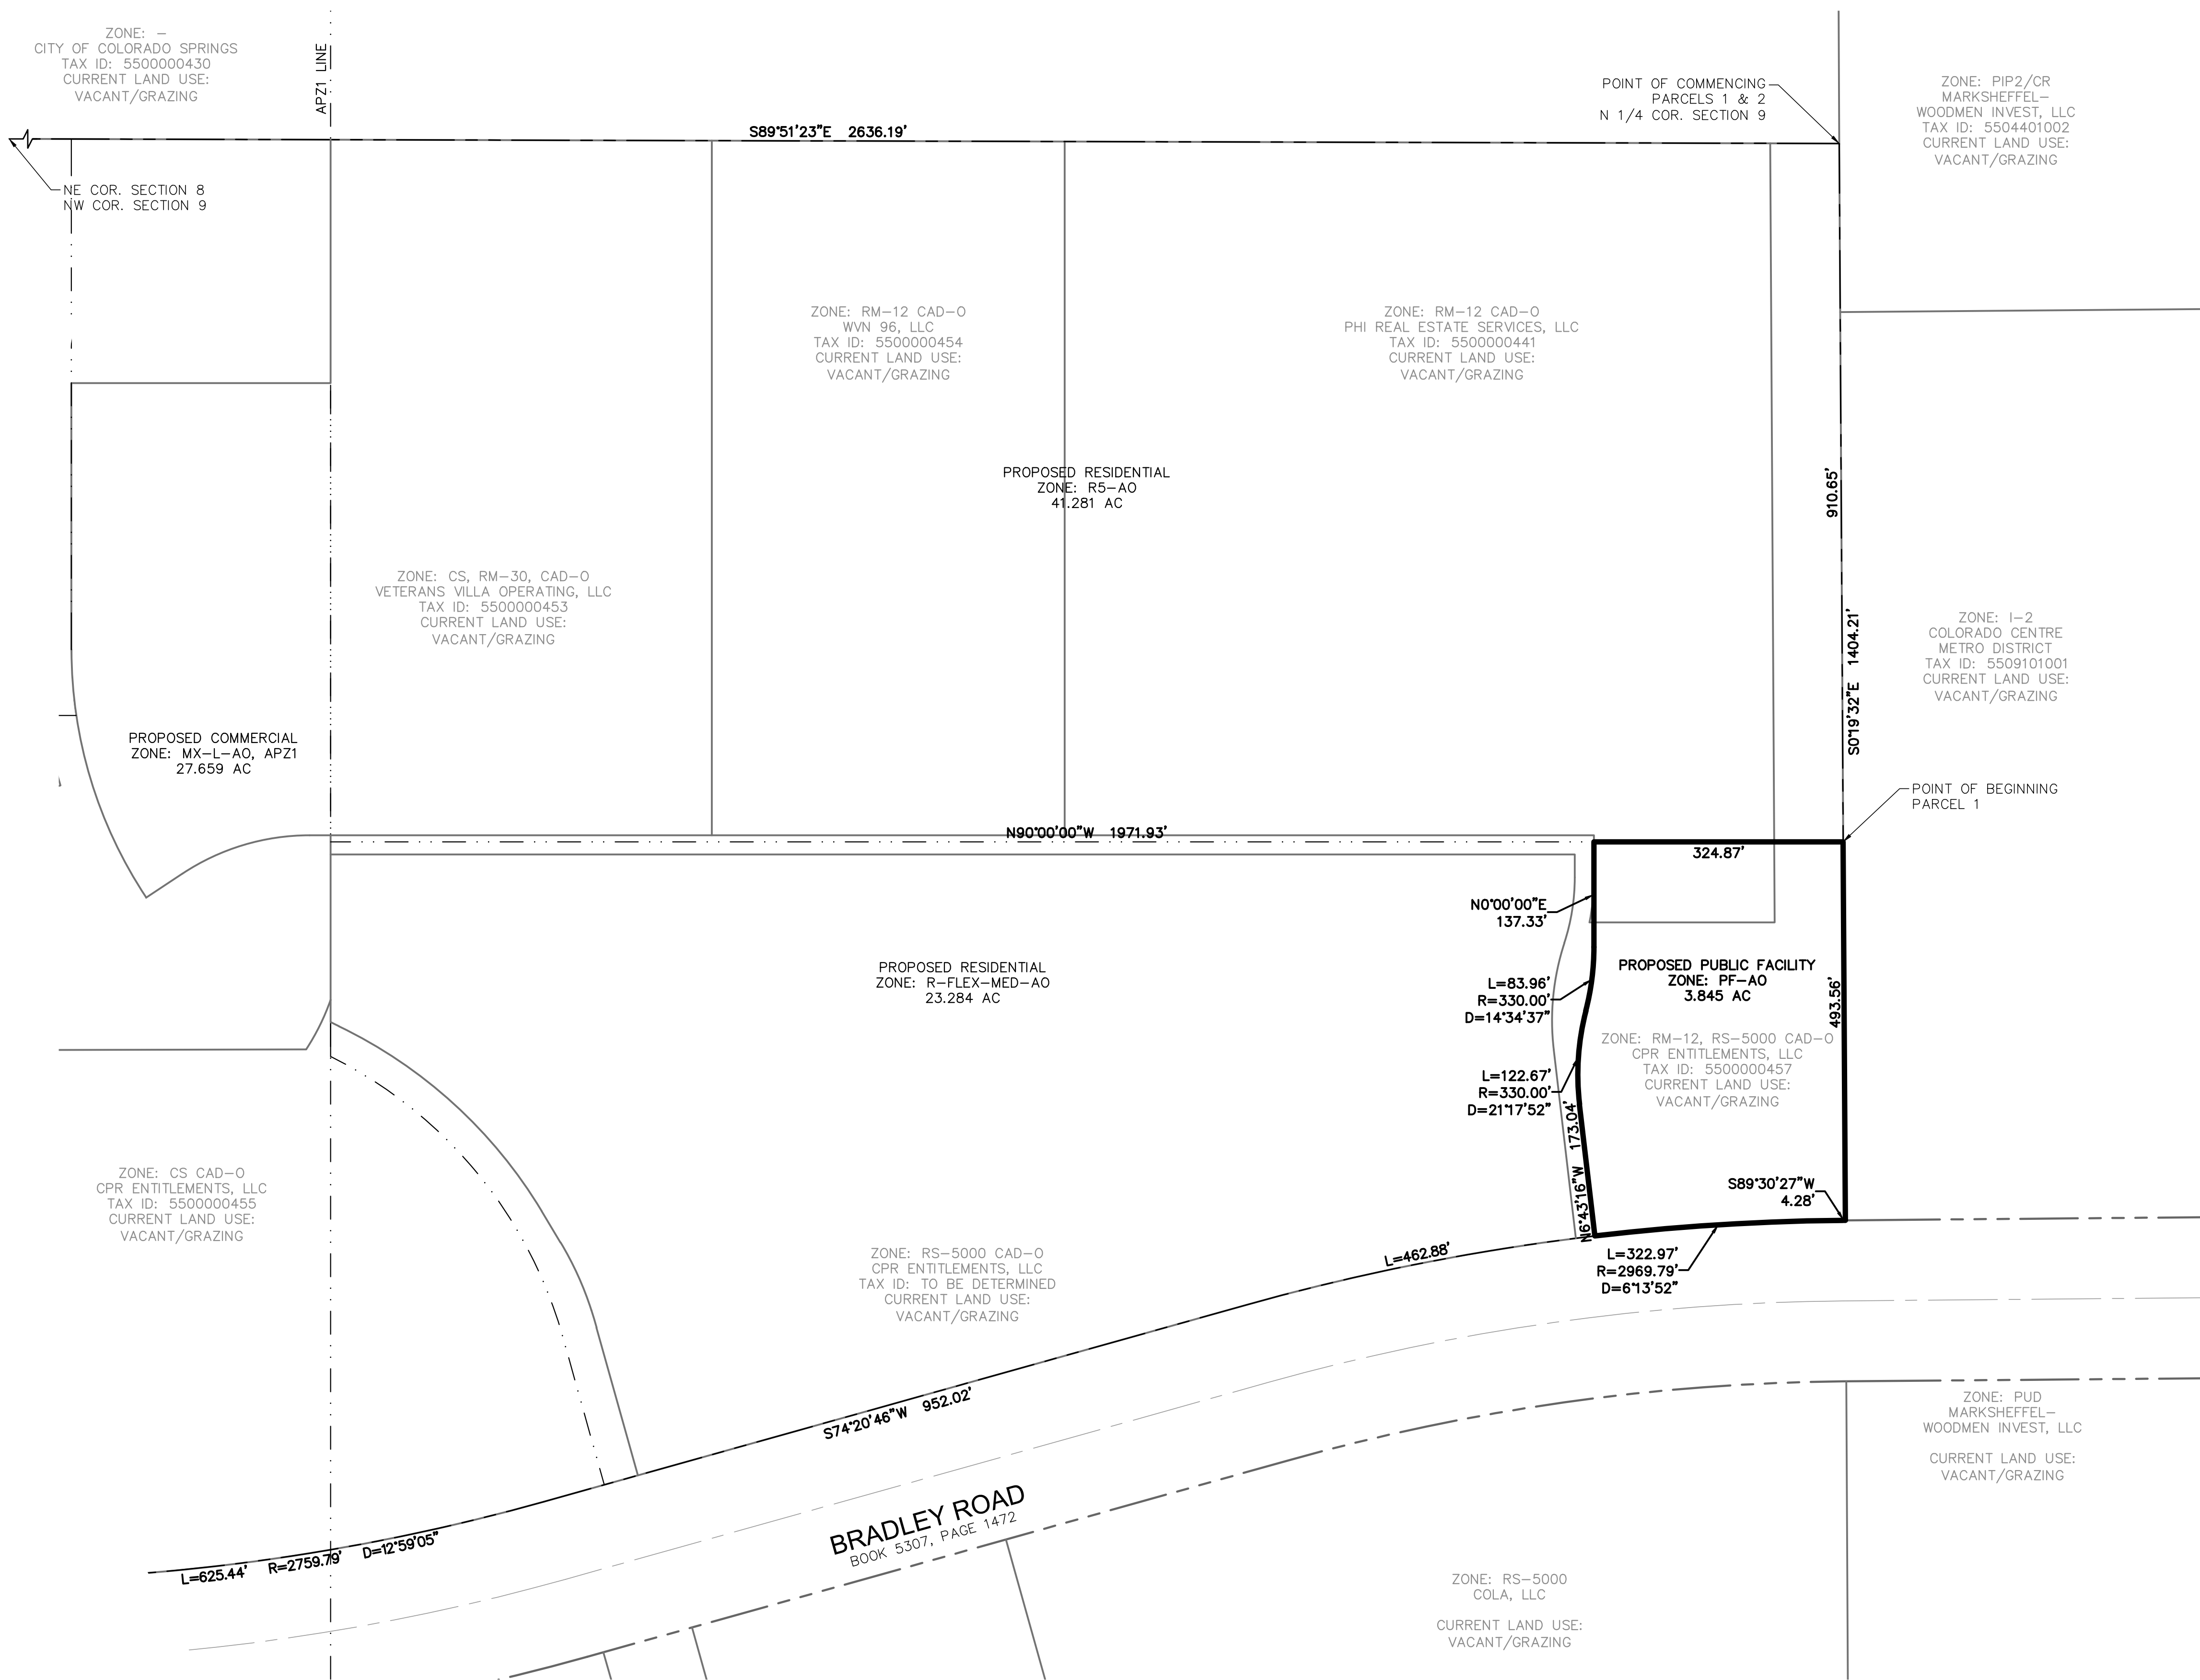 ZONE: –
CITY OF COLORADO SPRINGS
TAX ID: 5500000430
CURRENT LAND USE:
VACANT/GRAZING
APZ1 LINE
S89°51'23"E 2636.19'
POINT OF COMMENCING
PARCELS 1 & 2
N 1/4 COR. SECTION 9
ZONE: PIP2/CR
MARKSHEFFEL–
WOODMEN INVEST, LLC
TAX ID: 5504401002
CURRENT LAND USE:
VACANT/GRAZING
NE COR. SECTION 8
NW COR. SECTION 9
ZONE: RM–12 CAD–O
WVN 96, LLC
TAX ID: 5500000454
CURRENT LAND USE:
VACANT/GRAZING
ZONE: RM–12 CAD–O
PHI REAL ESTATE SERVICES, LLC
TAX ID: 5500000441
CURRENT LAND USE:
VACANT/GRAZING
PROPOSED RESIDENTIAL
ZONE: R5–AO
41.281 AC
910.65'
ZONE: CS, RM–30, CAD–O
VETERANS VILLA OPERATING, LLC
TAX ID: 5500000453
CURRENT LAND USE:
VACANT/GRAZING
S0°19'32"E 1404.21'
ZONE: I–2
COLORADO CENTRE
METRO DISTRICT
TAX ID: 5509101001
CURRENT LAND USE:
VACANT/GRAZING
PROPOSED COMMERCIAL
ZONE: MX–L–AO, APZ1
27.659 AC
POINT OF BEGINNING
PARCEL 1
N90°00'00"W 1971.93'
324.87'
N0°00'00"E
137.33'
PROPOSED RESIDENTIAL
ZONE: R–FLEX–MED–AO
23.284 AC
L=83.96'
R=330.00'
D=14°34'37"
PROPOSED PUBLIC FACILITY
ZONE: PF–AO
3.845 AC
493.56'
ZONE: RM–12, RS–5000 CAD–O
CPR ENTITLEMENTS, LLC
TAX ID: 5500000457
CURRENT LAND USE:
VACANT/GRAZING
L=122.67'
R=330.00'
D=21°17'52"
N6°43'16"W 173.04'
S89°30'27"W
4.28'
ZONE: CS CAD–O
CPR ENTITLEMENTS, LLC
TAX ID: 5500000455
CURRENT LAND USE:
VACANT/GRAZING
ZONE: RS–5000 CAD–O
CPR ENTITLEMENTS, LLC
TAX ID: TO BE DETERMINED
CURRENT LAND USE:
VACANT/GRAZING
L=462.88'
L=322.97'
R=2969.79'
D=6°13'52"
S74°20'46"W 952.02'
ZONE: PUD
MARKSHEFFEL–
WOODMEN INVEST, LLC
CURRENT LAND USE:
VACANT/GRAZING
BRADLEY ROAD
BOOK 5307, PAGE 1472
L=625.44' R=2759.79' D=12°59'05"
ZONE: RS–5000
COLA, LLC
CURRENT LAND USE:
VACANT/GRAZING